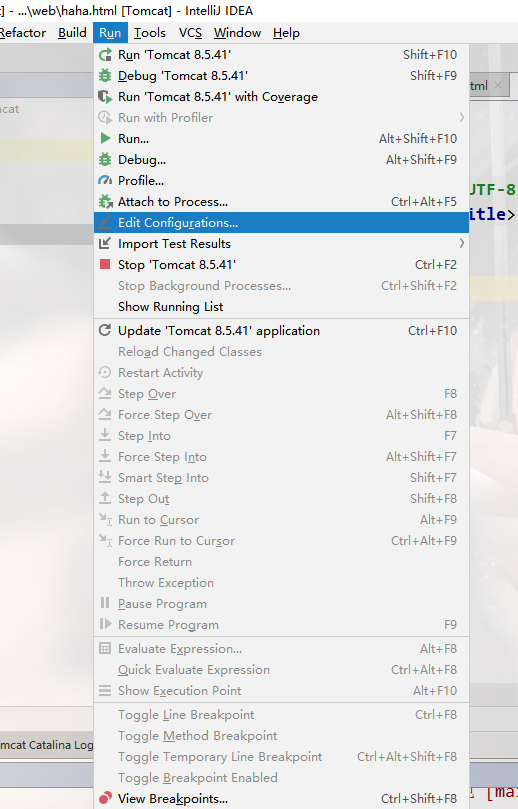 ] - ...\web\haha.html [Tomcat] - IntelliJ IDEA
Refactor Build Run Tools VCS Window Help
Run 'Tomcat 8.5.41' Shift+F10
Debug 'Tomcat 8.5.41' Shift+F9
Run 'Tomcat 8.5.41' with Coverage
Run with Profiler
Run... Alt+Shift+F10
Debug... Alt+Shift+F9
Profile...
Attach to Process... Ctrl+Alt+F5
Edit Configurations...
Import Test Results
Stop 'Tomcat 8.5.41' Ctrl+F2
Stop Background Processes... Ctrl+Shift+F2
Show Running List
Update 'Tomcat 8.5.41' application Ctrl+F10
Reload Changed Classes
Restart Activity
Step Over F8
Force Step Over Alt+Shift+F8
Step Into F7
Force Step Into Alt+Shift+F7
Smart Step Into Shift+F7
Step Out Shift+F8
Run to Cursor Alt+F9
Force Run to Cursor Ctrl+Alt+F9
Force Return
Throw Exception
Pause Program
Resume Program F9
Evaluate Expression... Alt+F8
Quick Evaluate Expression Ctrl+Alt+F8
Show Execution Point Alt+F10
Toggle Line Breakpoint Ctrl+F8
Toggle Method Breakpoint
Toggle Temporary Line Breakpoint Ctrl+Alt+Shift+F8
Toggle Breakpoint Enabled
View Breakpoints... Ctrl+Shift+F8
tml
cat
UTF-8
itle>
mcat Catalina Log
[ma